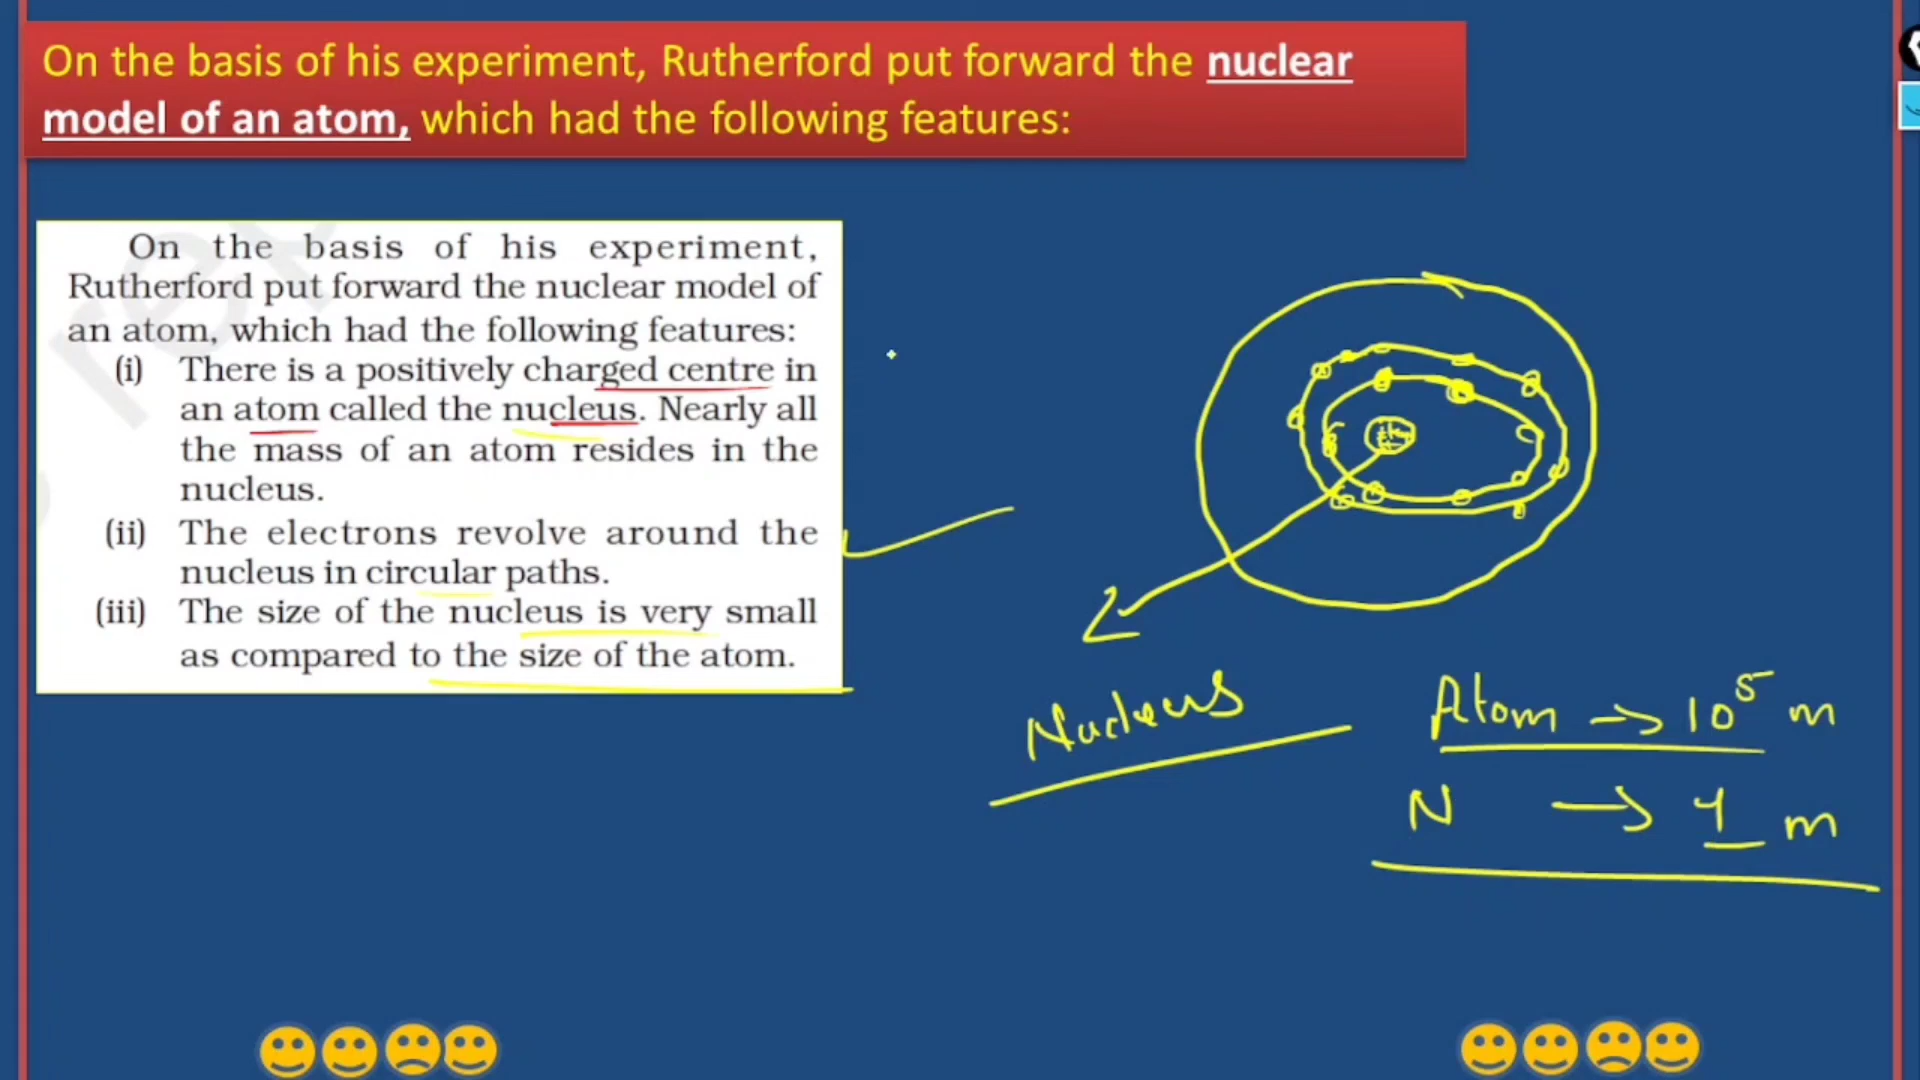 On the basis of his experiment, Rutherford put forward the nuclear
model of an atom, which had the following features:
On the basis of his experiment,
Rutherford put forward the nuclear model of
an atom, which had the following features:
(i) There is a positively charged centre in
an atom called the nucleus. Nearly all
the mass of an atom resides in the
nucleus.
(ii) The electrons revolve around the
nucleus in circular paths.
(iii) The size of the nucleus is very small
as compared to the size of the atom.
Nucleus
Atom → 10⁵ m
N → 1 m